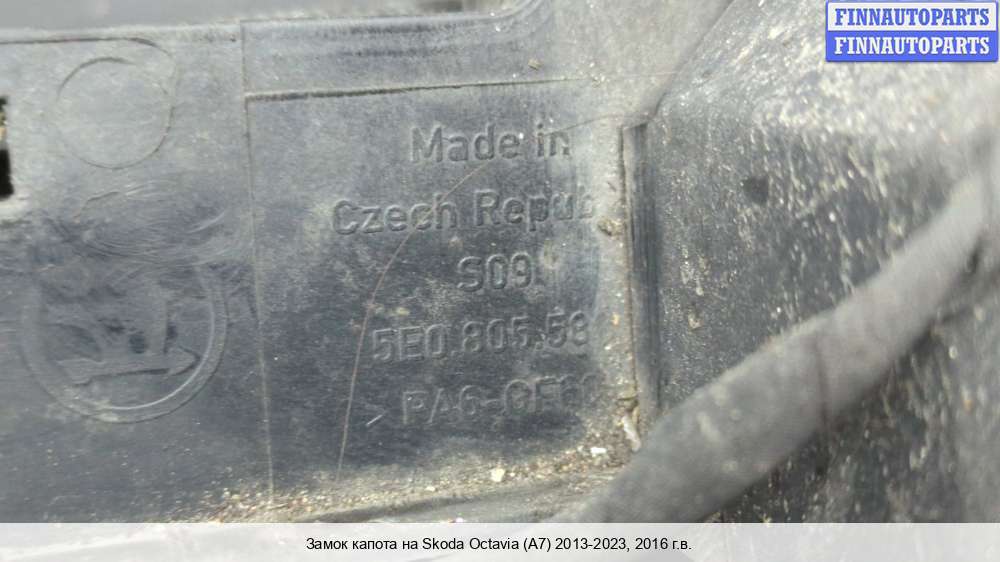 FINNAUTOPARTS
FINNAUTOPARTS
Made in
Czech Repub
S09
5E0.805.53
>PA6-GF
Замок капота на Skoda Octavia (A7) 2013-2023, 2016 г.в.